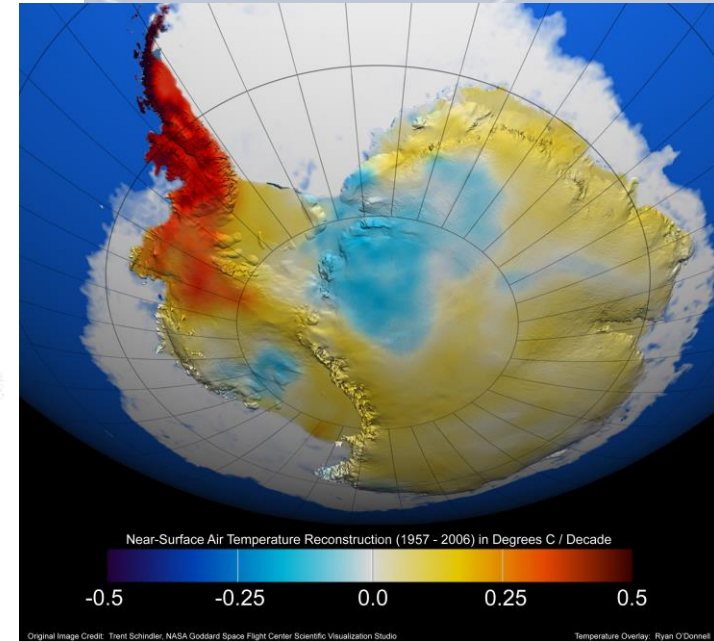 Near-Surface Air Temperature Reconstruction (1957 - 2006) in Degrees C / Decade
-0.5 -0.25 0.0 0.25 0.5
Original Image Credit: Trent Schindler, NASA Goddard Space Flight Center Scientific Visualization Studio Temperature Overlay: Ryan O'Donnell